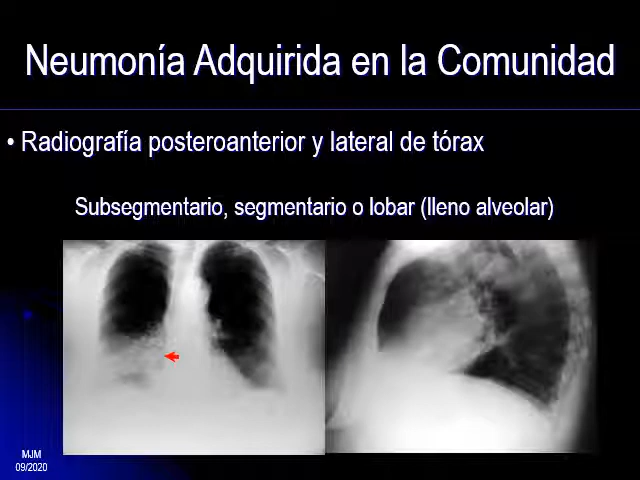 Neumonía Adquirida en la Comunidad
• Radiografía posteroanterior y lateral de tórax
Subsegmentario, segmentario o lobar (lleno alveolar)
MJM
09/2020